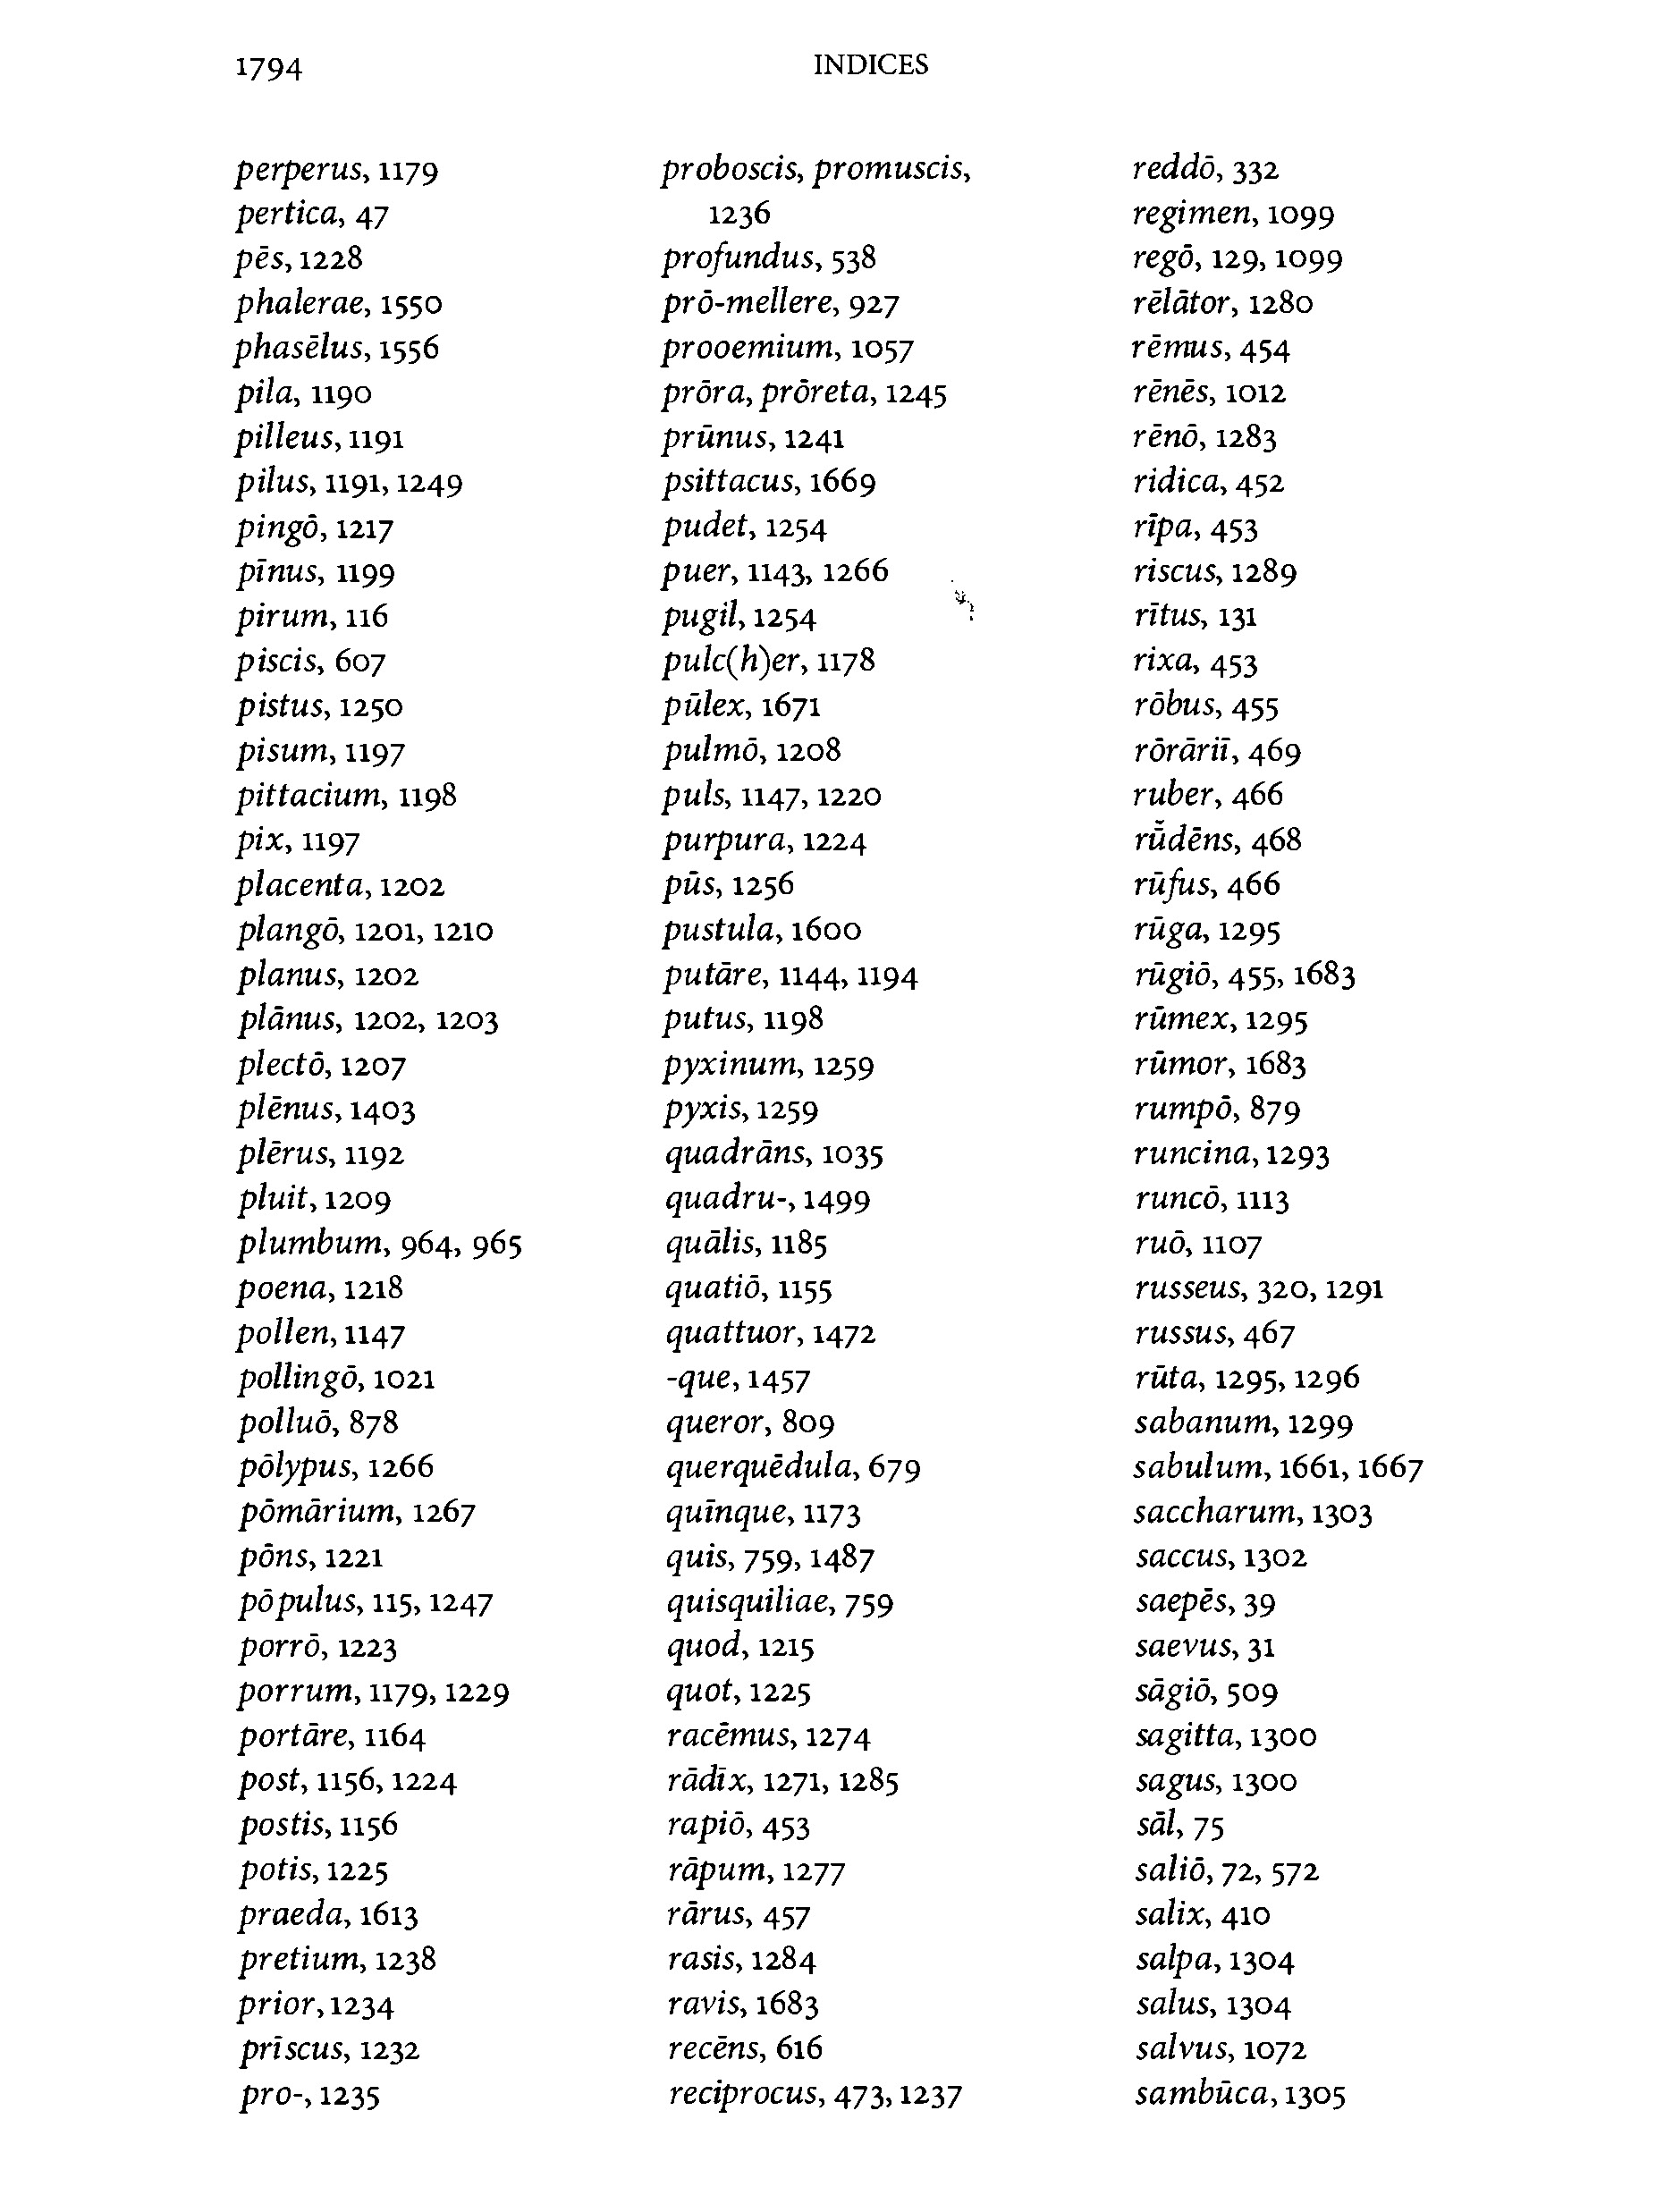 1794
INDICES
perperus, 1179
pertica, 47
pēs, 1228
phalerae, 1550
phasēlus, 1556
pila, 1190
pilleus, 1191
pilus, 1191, 1249
pingō, 1217
pīnus, 1199
pirum, 116
piscis, 607
pistus, 1250
pisum, 1197
pittacium, 1198
pix, 1197
placenta, 1202
plangō, 1201, 1210
planus, 1202
plānus, 1202, 1203
plectō, 1207
plēnus, 1403
plērus, 1192
pluit, 1209
plumbum, 964, 965
poena, 1218
pollen, 1147
pollingō, 1021
polluō, 878
pōlypus, 1266
pōmārium, 1267
pōns, 1221
pōpulus, 115, 1247
porrō, 1223
porrum, 1179, 1229
portāre, 1164
post, 1156, 1224
postis, 1156
potis, 1225
praeda, 1613
pretium, 1238
prior, 1234
prīscus, 1232
pro-, 1235
proboscis, promuscis,
1236
profundus, 538
prō-mellere, 927
prooemium, 1057
prōra, prōreta, 1245
prūnus, 1241
psittacus, 1669
pudet, 1254
puer, 1143, 1266
pugil, 1254
pulc(h)er, 1178
pūlex, 1671
pulmō, 1208
puls, 1147, 1220
purpura, 1224
pūs, 1256
pustula, 1600
putāre, 1144, 1194
putus, 1198
pyxinum, 1259
pyxis, 1259
quadrāns, 1035
quadru-, 1499
quālis, 1185
quatiō, 1155
quattuor, 1472
-que, 1457
queror, 809
querquēdula, 679
quīnque, 1173
quis, 759, 1487
quisquiliae, 759
quod, 1215
quot, 1225
racēmus, 1274
rādīx, 1271, 1285
rapiō, 453
rāpum, 1277
rārus, 457
rasis, 1284
ravis, 1683
recēns, 616
reciprocus, 473, 1237
reddō, 332
regimen, 1099
regō, 129, 1099
rēlātor, 1280
rēmus, 454
rēnēs, 1012
rēnō, 1283
ridica, 452
rīpa, 453
riscus, 1289
rītus, 131
rixa, 453
rōbus, 455
rōrāriī, 469
ruber, 466
rū̆dēns, 468
rūfus, 466
rūga, 1295
rūgiō, 455, 1683
rūmex, 1295
rūmor, 1683
rumpō, 879
runcina, 1293
runcō, 1113
ruō, 1107
russeus, 320, 1291
russus, 467
rūta, 1295, 1296
sabanum, 1299
sabulum, 1661, 1667
saccharum, 1303
saccus, 1302
saepēs, 39
saevus, 31
sāgiō, 509
sagitta, 1300
sagus, 1300
sāl, 75
saliō, 72, 572
salix, 410
salpa, 1304
salus, 1304
salvus, 1072
sambūca, 1305